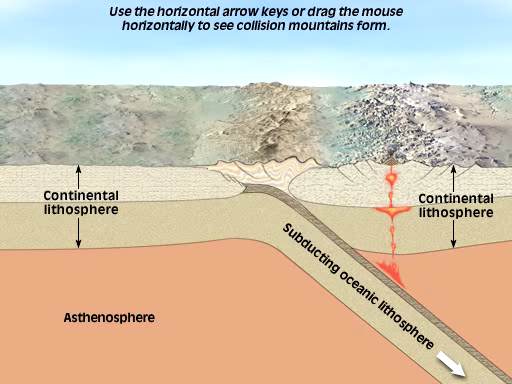 Use the horizontal arrow keys or drag the mouse
horizontally to see collision mountains form.
Continental
lithosphere
Continental
lithosphere
Subducting oceanic lithosphere
Asthenosphere